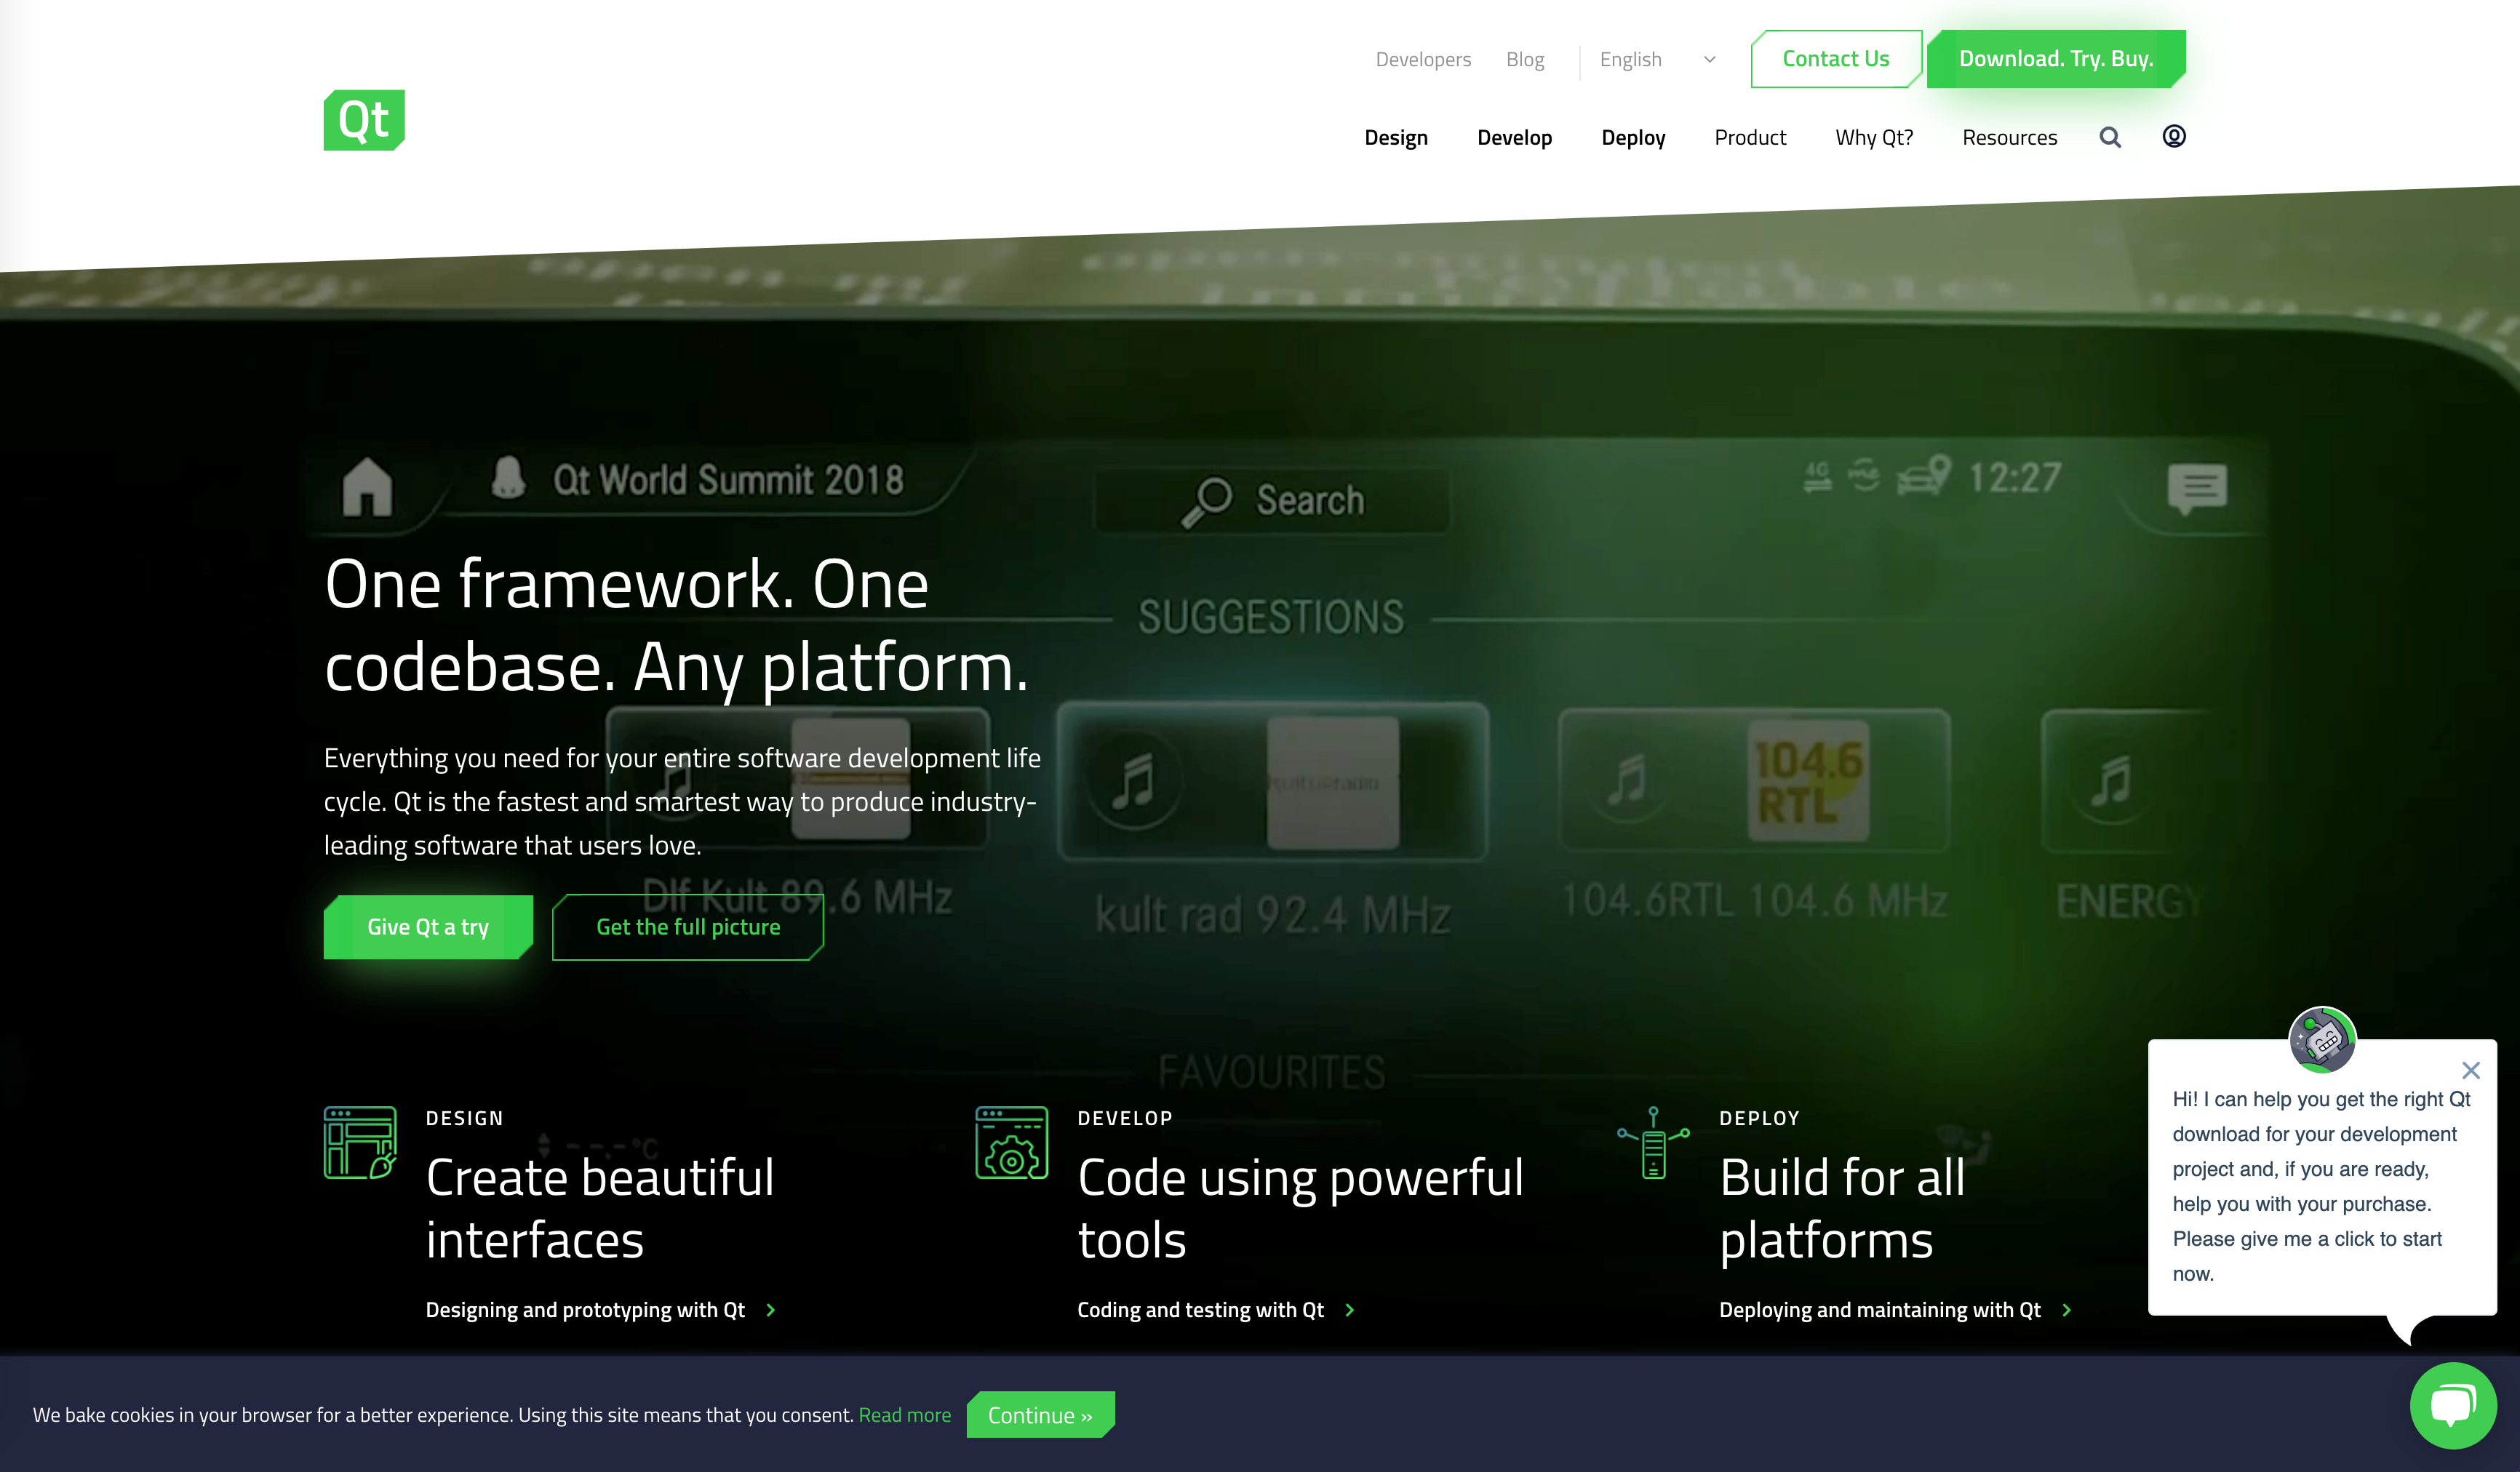 Developers
Blog
English
Contact Us
Download. Try. Buy.
Qt
Design
Develop
Deploy
Product
Why Qt?
Resources
Qt World Summit 2018
Search
4G
me
12:27
One framework. One
codebase. Any platform.
SUGGESTIONS
Everything you need for your entire software development life
cycle. Qt is the fastest and smartest way to produce industry-
leading software that users love.
kulturradio
104.6
RTL
Dlf Kult 89.6 MHz
kult rad 92.4 MHz
104.6RTL 104.6 MHz
ENERGY
Give Qt a try
Get the full picture
FAVOURITES
DESIGN
--.-°C
Create beautiful
interfaces
Designing and prototyping with Qt
DEVELOP
Code using powerful
tools
Coding and testing with Qt
DEPLOY
Build for all
platforms
Deploying and maintaining with Qt
Hi! I can help you get the right Qt
download for your development
project and, if you are ready,
help you with your purchase.
Please give me a click to start
now.
We bake cookies in your browser for a better experience. Using this site means that you consent. Read more
Continue »